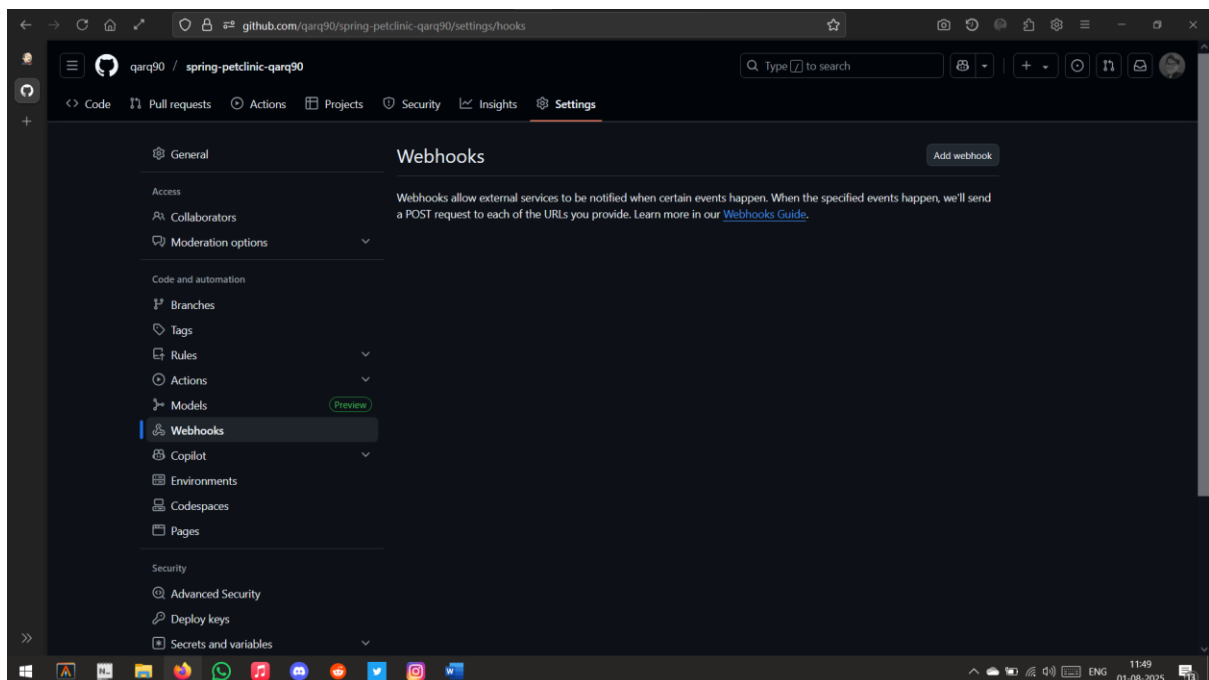 github.com/qarq90/spring-petclinic-qarq90/settings/hooks
qarq90 / spring-petclinic-qarq90
Type / to search
Code Pull requests Actions Projects Security Insights Settings
General
Access
Collaborators
Moderation options
Code and automation
Branches
Tags
Rules
Actions
Models Preview
Webhooks
Copilot
Environments
Codespaces
Pages
Security
Advanced Security
Deploy keys
Secrets and variables
Webhooks
Add webhook
Webhooks allow external services to be notified when certain events happen. When the specified events happen, we'll send
a POST request to each of the URLs you provide. Learn more in our Webhooks Guide.
ENG
11:49
01-08-2025
13